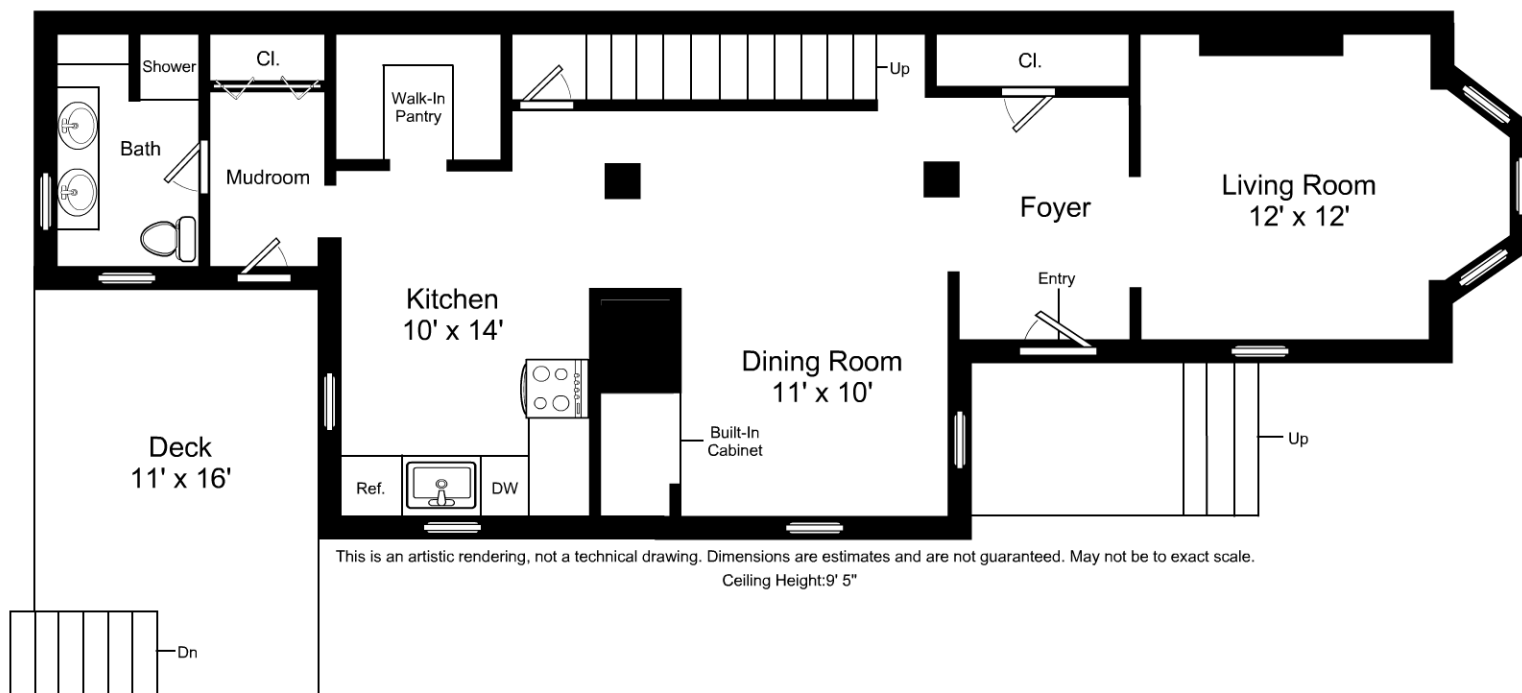 Shower
Cl.
Walk-In
Pantry
Up
Cl.
Bath
Mudroom
Foyer
Living Room
12' x 12'
Entry
Kitchen
10' x 14'
Dining Room
11' x 10'
Built-In
Cabinet
Up
Deck
11' x 16'
Ref.
DW
This is an artistic rendering, not a technical drawing. Dimensions are estimates and are not guaranteed. May not be to exact scale.
Ceiling Height:9' 5"
Dn